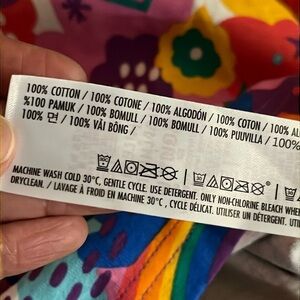 100% COTTON / 100% COTONE / 100% ALGODÓN / 100% COTON / 100% AL
%100 PAMUK / 100% BOMULL / 100% BOMULL / 100% PUUVILLA / 100%
100% 면 / 100% VẢI BÔNG /
MACHINE WASH COLD 30°C, GENTLE CYCLE. USE DETERGENT. ONLY NON-CHLORINE BLEACH WHE
DRYCLEAN. / LAVAGE À FROID EN MACHINE 30°C, CYCLE DÉLICAT. UTILISER UN DÉTERGENT. UT